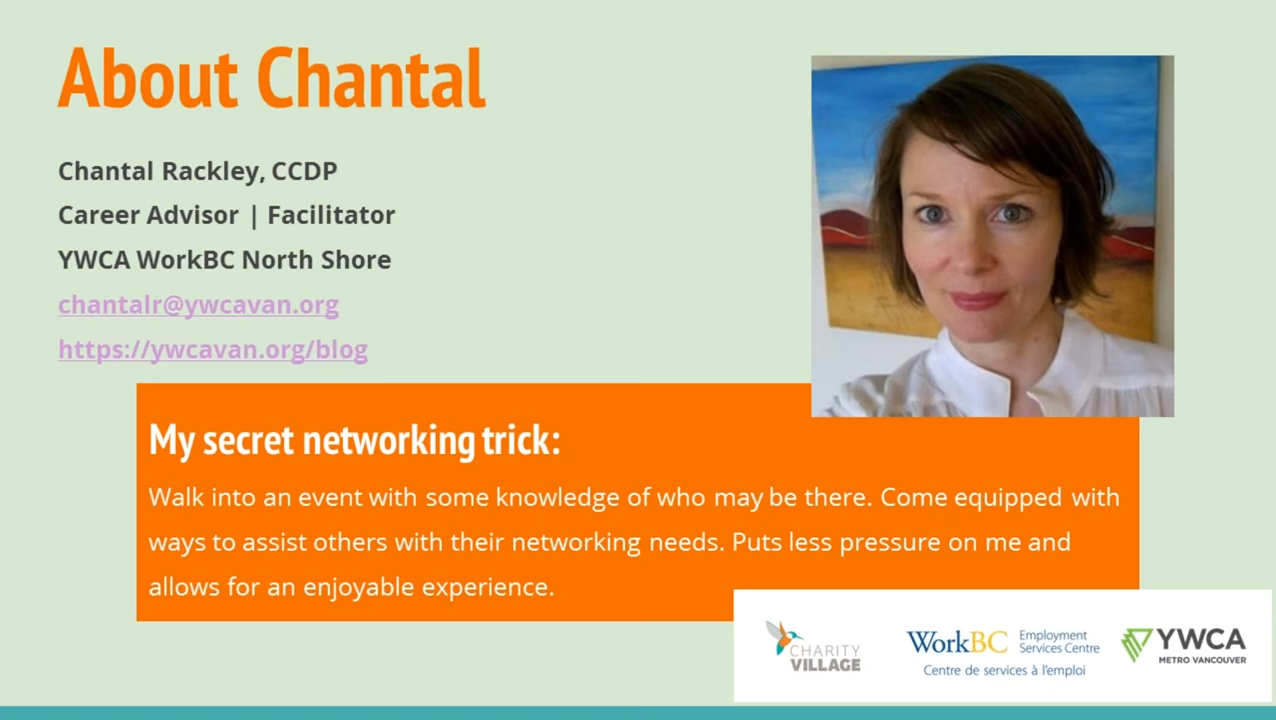 About Chantal
Chantal Rackley, CCDP
Career Advisor | Facilitator
YWCA WorkBC North Shore
chantalr@ywcavan.org
https://ywcavan.org/blog
My secret networking trick:
Walk into an event with some knowledge of who may be there. Come equipped with
ways to assist others with their networking needs. Puts less pressure on me and
allows for an enjoyable experience.
CHARITY
VILLAGE
WorkBC
Employment
Services Centre
Centre de services à l'emploi
YWCA
METRO VANCOUVER